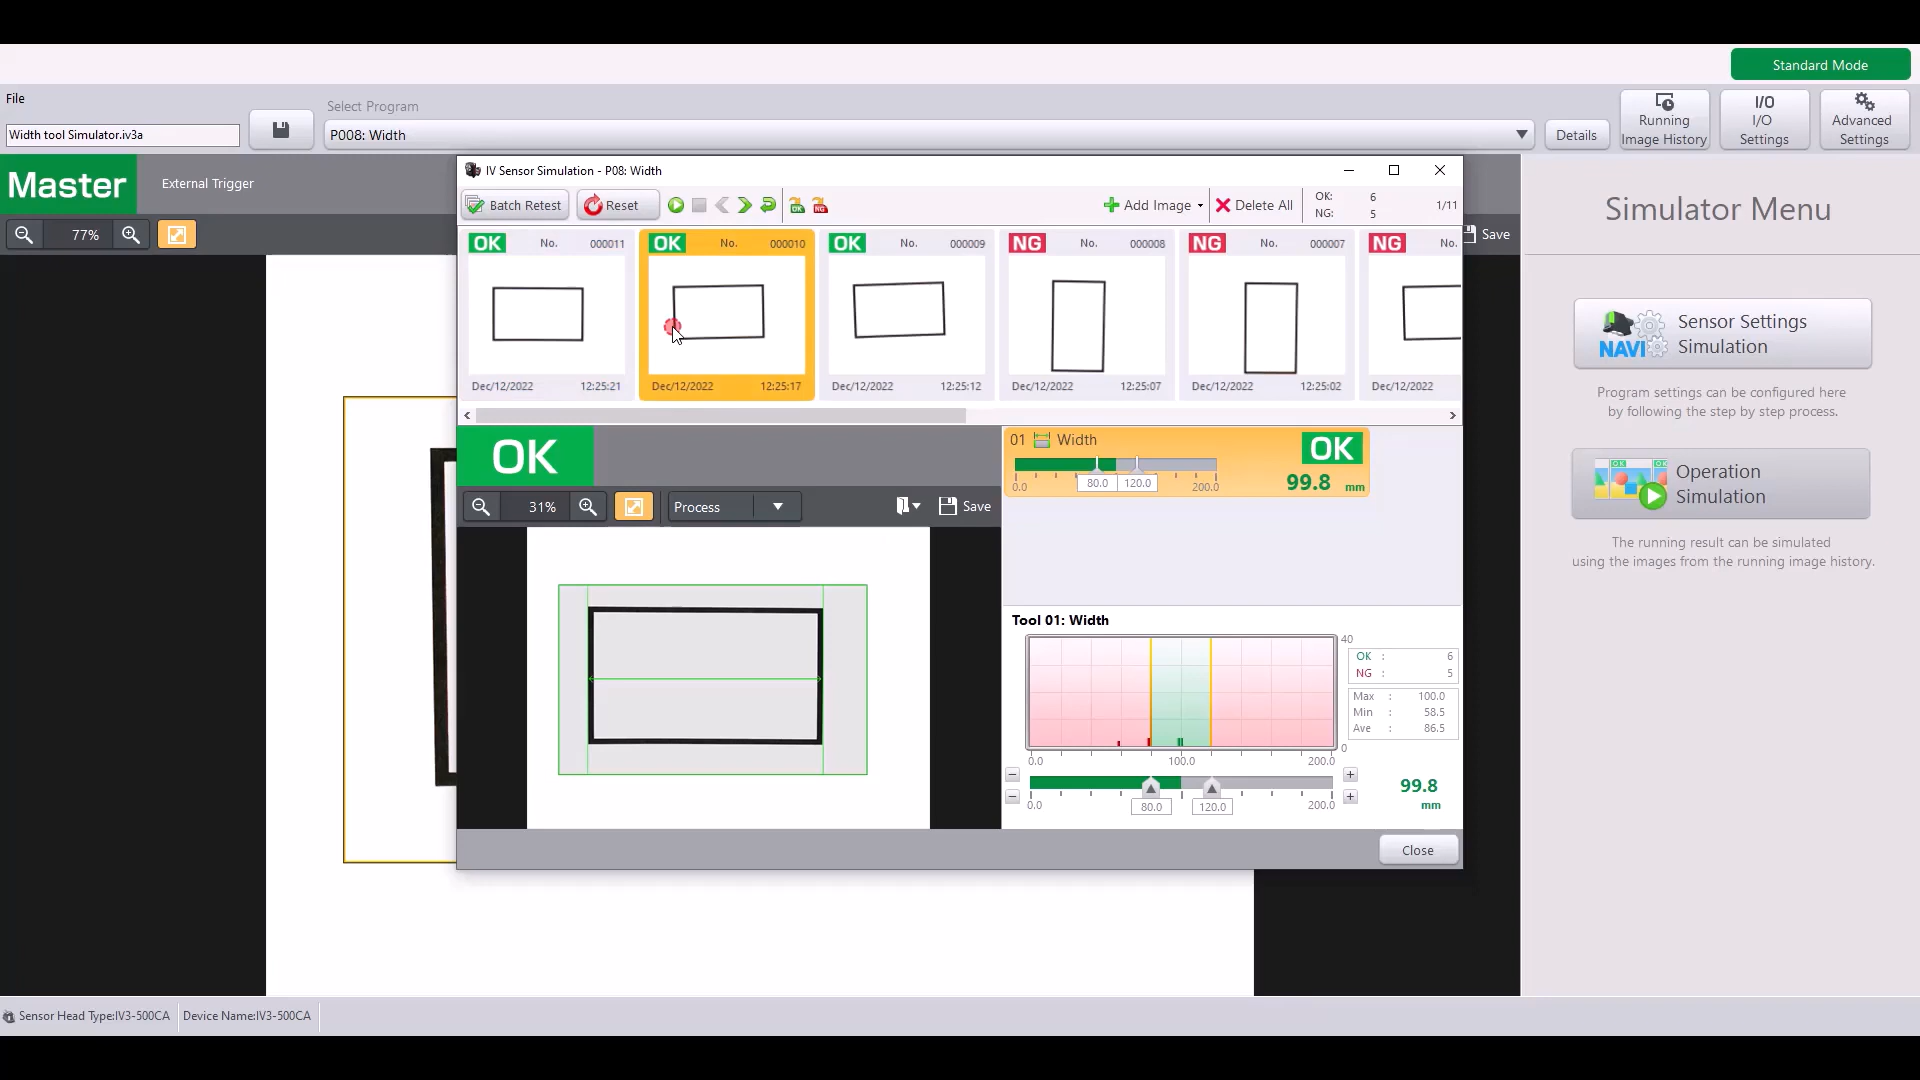 Standard Mode
File
Select Program
Width tool Simulator.iv3a
P008: Width
Details
Running
Image History
I/O
I/O
Settings
Advanced
Settings
Master
External Trigger
77%
Save
IV Sensor Simulation - P08: Width
Batch Retest
Reset
Add Image
Delete All
OK: 6
NG: 5
1/11
OK No. 000011
Dec/12/2022 12:25:21
OK No. 000010
Dec/12/2022 12:25:17
OK No. 000009
Dec/12/2022 12:25:12
NG No. 000008
Dec/12/2022 12:25:07
NG No. 000007
Dec/12/2022 12:25:02
NG No.
Dec/12/2022
OK
31%
Process
Save
01 Width
OK
0.0 80.0 120.0 200.0
99.8 mm
Tool 01: Width
40
0
0.0 100.0 200.0
OK : 6
NG : 5
Max : 100.0
Min : 58.5
Ave : 86.5
0.0 80.0 120.0 200.0
99.8
mm
Close
Simulator Menu
NAVI
Sensor Settings
Simulation
Program settings can be configured here
by following the step by step process.
Operation
Simulation
The running result can be simulated
using the images from the running image history.
Sensor Head Type:IV3-500CA
Device Name:IV3-500CA